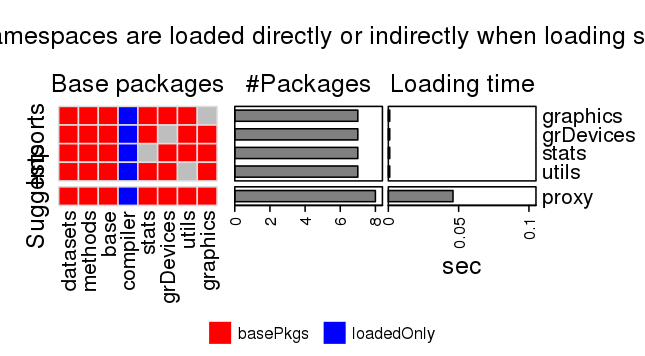 amespaces are loaded directly or indirectly when loading s
Base packages #Packages Loading time
Imports
graphics
grDevices
stats
utils
Suggests
proxy
datasets methods base compiler stats grDevices utils graphics
0 2 4 6 8
0 0.05 0.1
sec
basePkgs loadedOnly